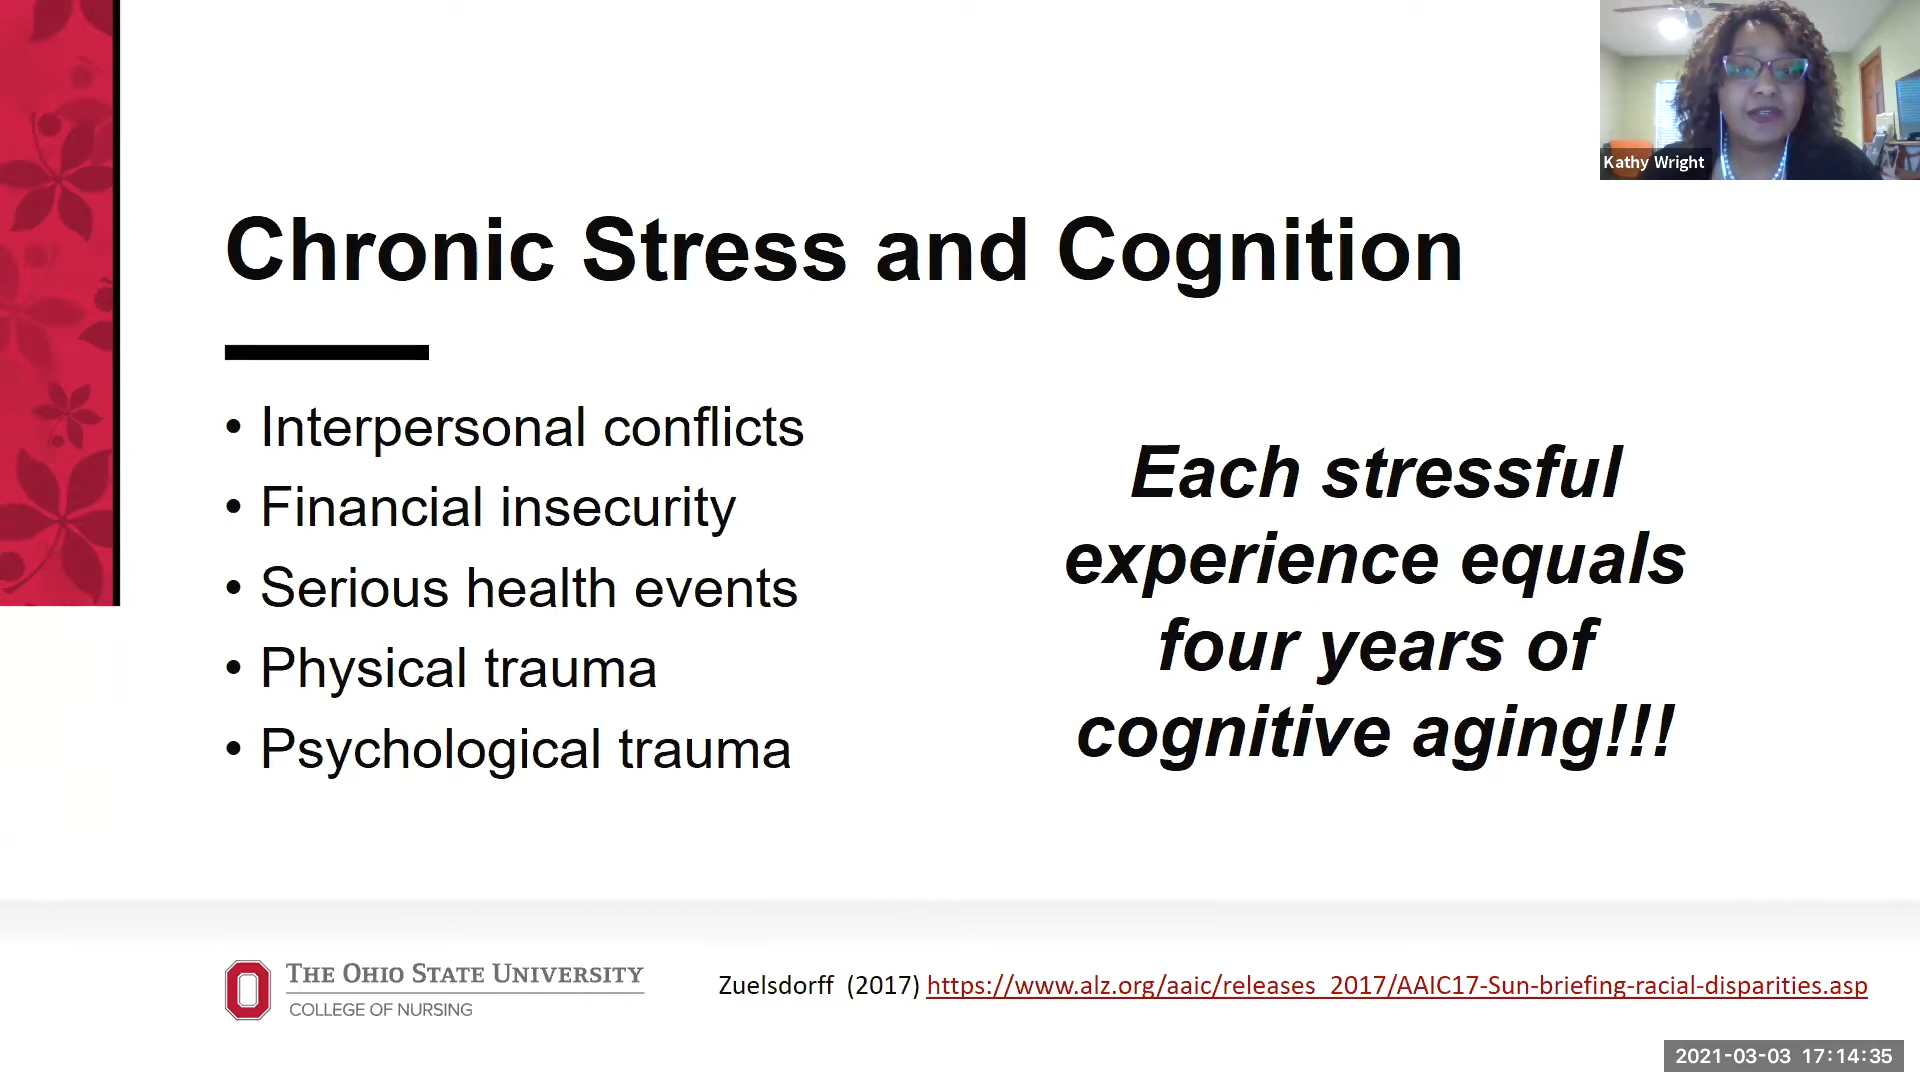 Kathy Wright
Chronic Stress and Cognition
• Interpersonal conflicts
• Financial insecurity
• Serious health events
• Physical trauma
• Psychological trauma
Each stressful
experience equals
four years of
cognitive aging!!!
THE OHIO STATE UNIVERSITY
COLLEGE OF NURSING
Zuelsdorff (2017) https://www.alz.org/aaic/releases_2017/AAIC17-Sun-briefing-racial-disparities.asp
2021-03-03 17:14:35